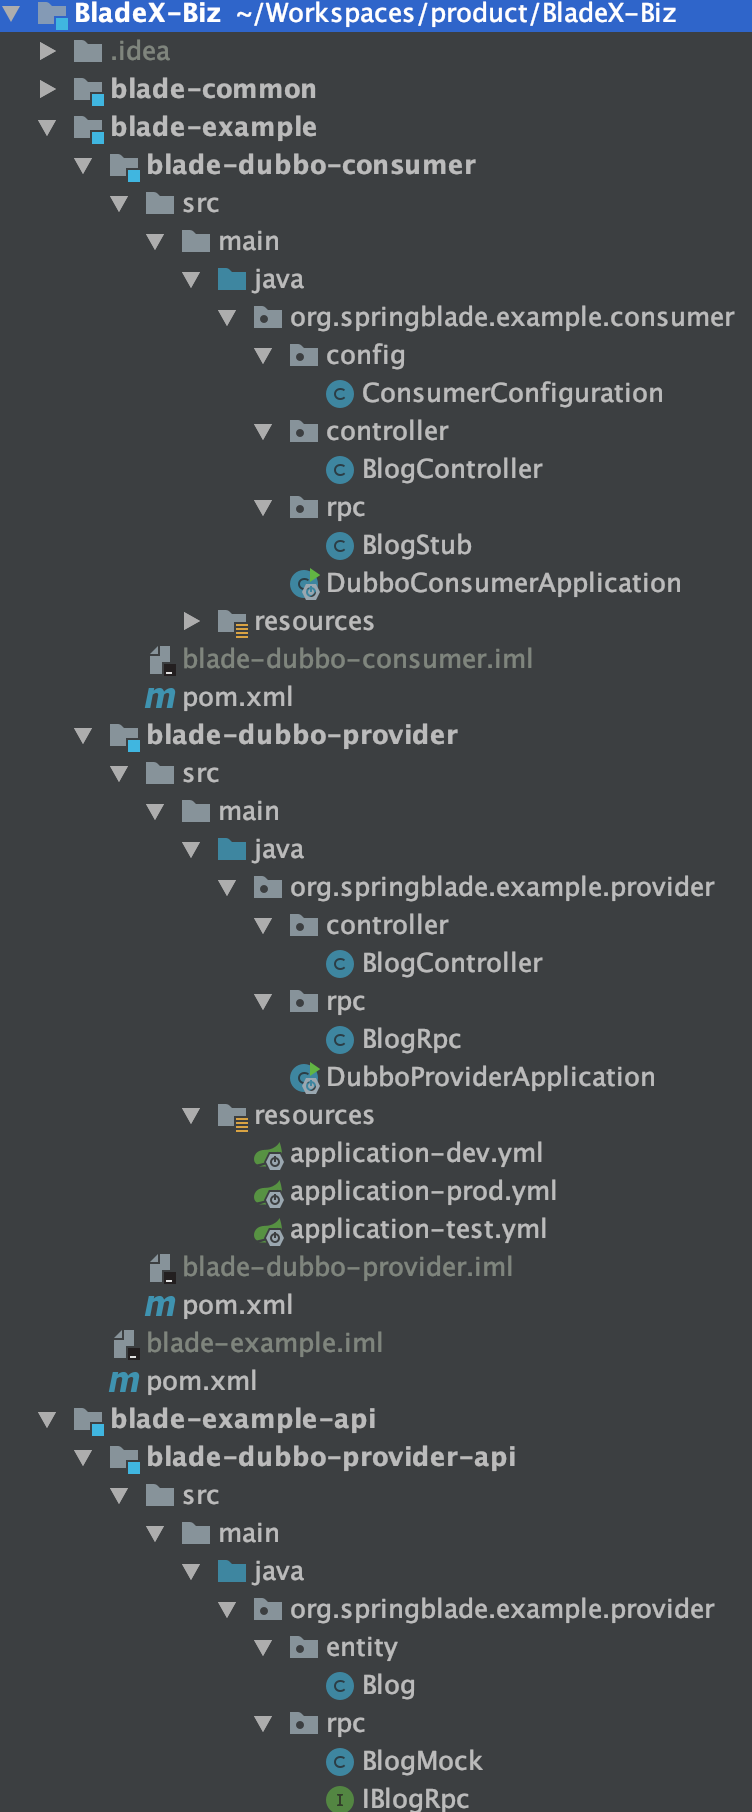 BladeX-Biz ~/Workspaces/product/BladeX-Biz
.idea
blade-common
blade-example
blade-dubbo-consumer
src
main
java
org.springblade.example.consumer
config
ConsumerConfiguration
controller
BlogController
rpc
BlogStub
DubboConsumerApplication
resources
blade-dubbo-consumer.iml
pom.xml
blade-dubbo-provider
src
main
java
org.springblade.example.provider
controller
BlogController
rpc
BlogRpc
DubboProviderApplication
resources
application-dev.yml
application-prod.yml
application-test.yml
blade-dubbo-provider.iml
pom.xml
blade-example.iml
pom.xml
blade-example-api
blade-dubbo-provider-api
src
main
java
org.springblade.example.provider
entity
Blog
rpc
BlogMock
IBlogRpc